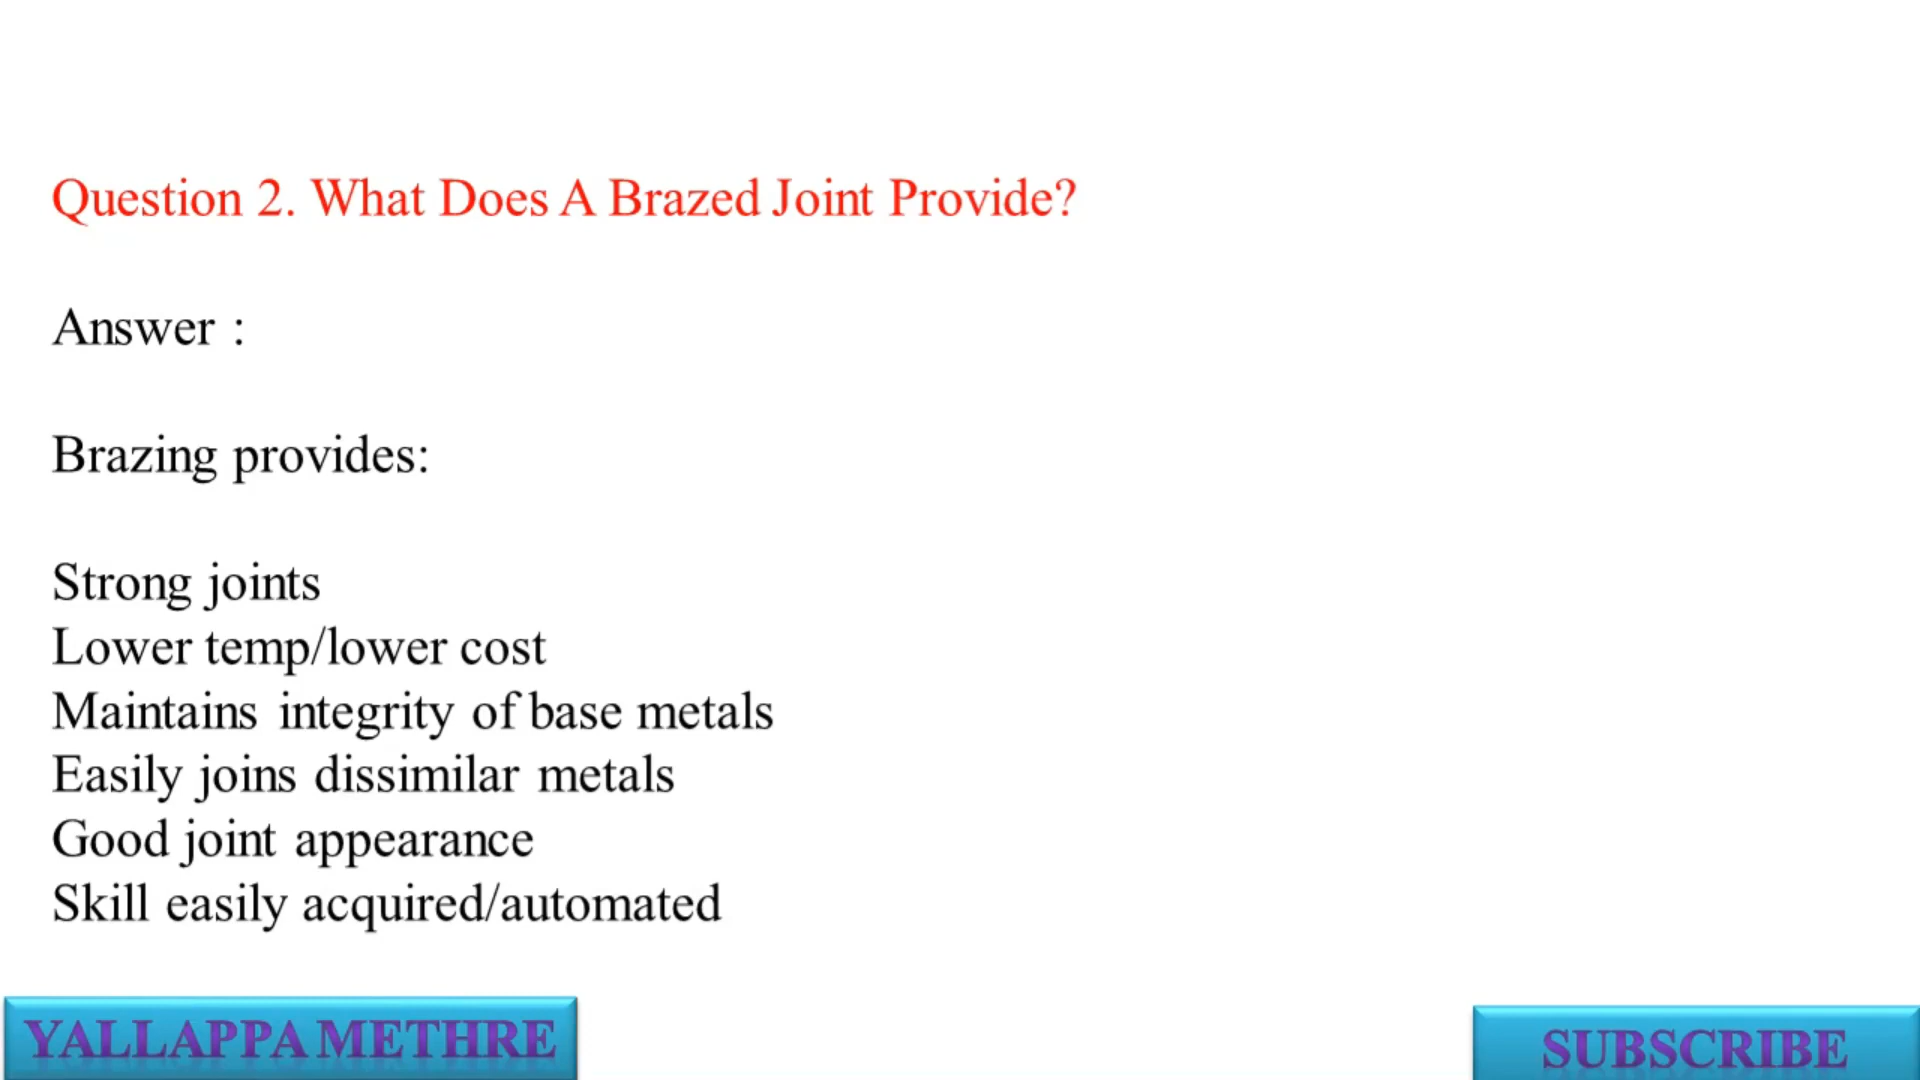 Question 2. What Does A Brazed Joint Provide?
Answer :
Brazing provides:
Strong joints
Lower temp/lower cost
Maintains integrity of base metals
Easily joins dissimilar metals
Good joint appearance
Skill easily acquired/automated
YALLAPPA METHRE
SUBSCRIBE